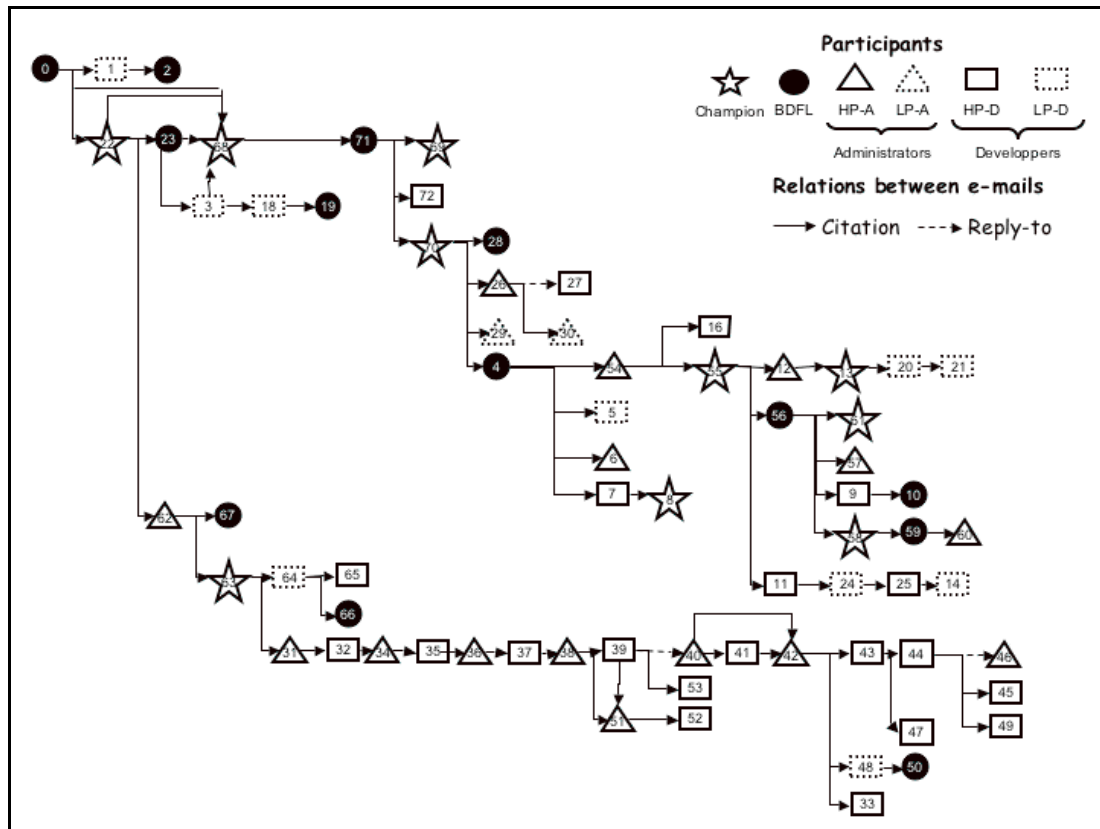 Participants
Champion BDFL HP-A LP-A HP-D LP-D
Administrators Developpers
Relations between e-mails
Citation Reply-to
0 1 2
22 23 68 71 69
3 18 19 72
70 28
26 27
29 30 16
4 54 55 12 13 20 21
5 56 61
6 57
7 8 9 10
62 67 58 59 60
63 64 65 11 24 25 14
66
31 32 34 35 36 37 38 39 40 41 42 43 44 46
53 45
51 52 49
47
48 50
33